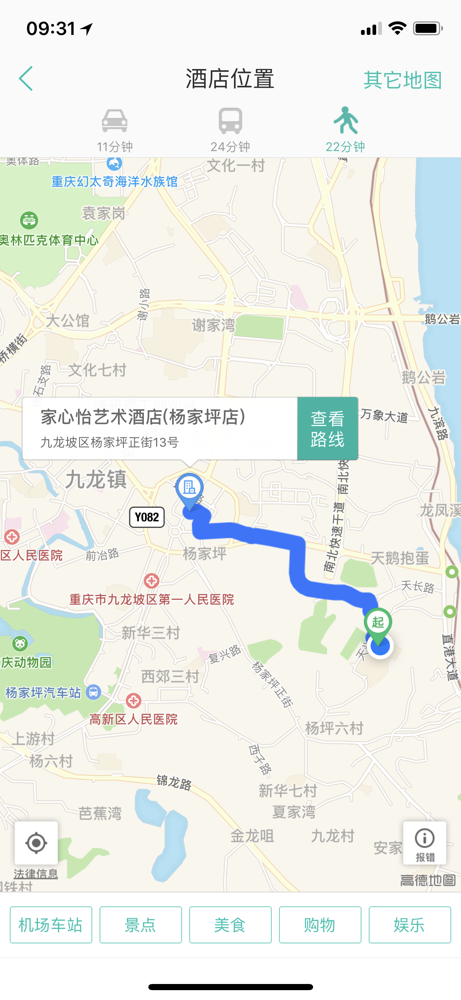 09:31
酒店位置
其它地图
11分钟
24分钟
22分钟
奥体路
文化一村
重庆幻太奇海洋水族馆
袁家岗
奥林匹克体育中心
谢小路
大公馆
谢家湾
鹅公岩
桥横街
文化七村
鹅公岩
杨石支路
家心怡艺术酒店(杨家坪店)
九龙坡区杨家坪正街13号
查看
路线
万象大道
九滨路
九龙镇
南北快速干道
南北快
龙凤溪
Y082
区人民医院
前冶路
杨家坪
天鹅抱蛋
天长路
重庆市九龙坡区第一人民医院
起
新华三村
直港大道
复兴路
庆动物园
西郊三村
杨家坪正街
杨家坪汽车站
高新区人民医院
杨坪六村
上游村
杨六村
西子路
锦龙路
新华七村
夏家湾
芭蕉湾
金龙咀
九龙村
安家
报错
法律信息
高德地图
机场车站
景点
美食
购物
娱乐